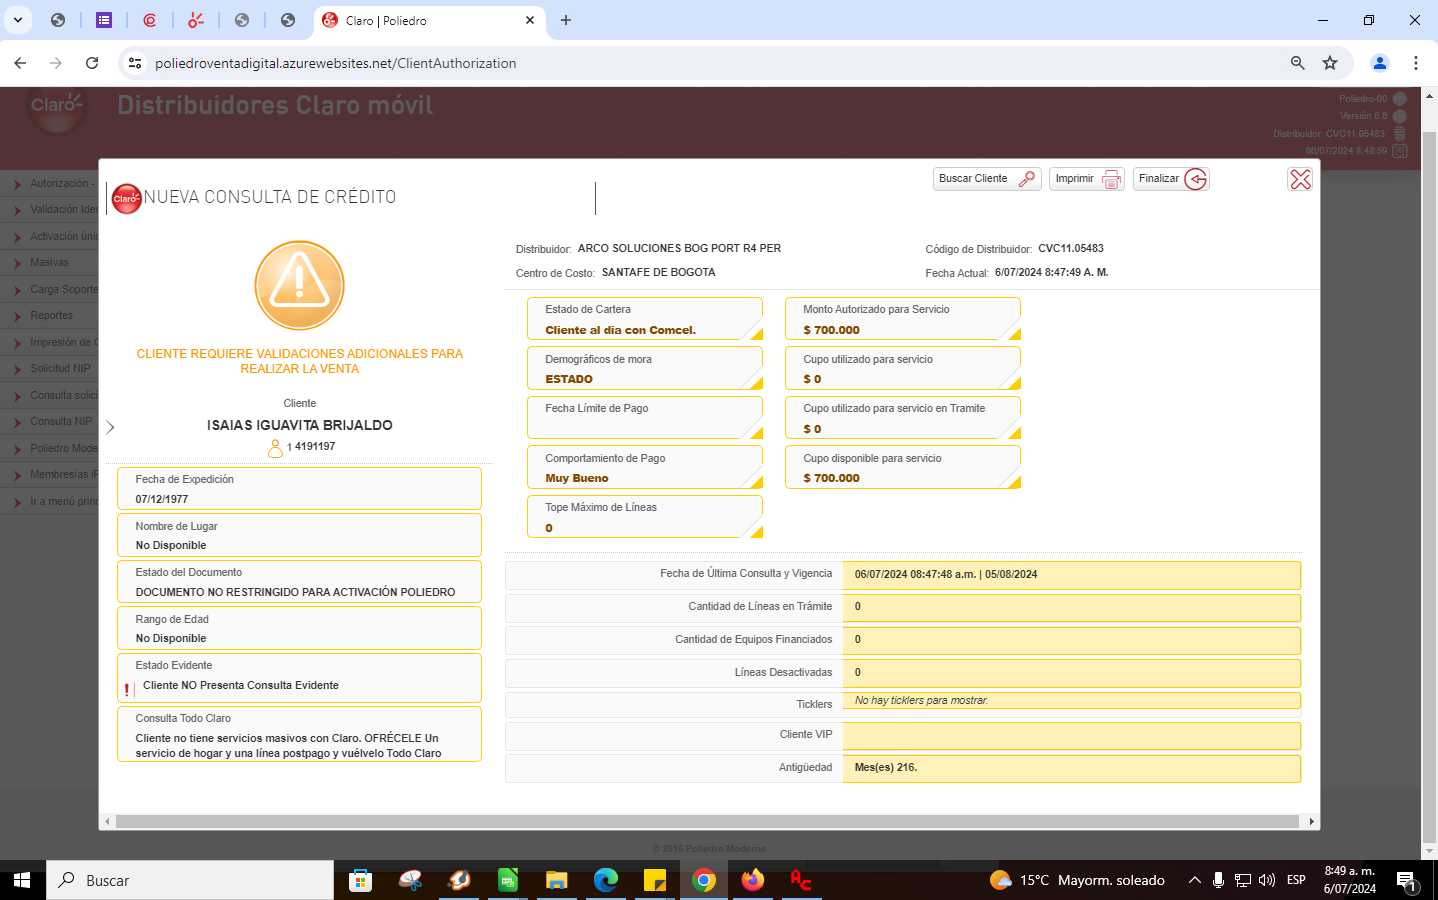 Claro | Poliedro
poliedroventadigital.azurewebsites.net/ClientAuthorization
Claro
Distribuidores Claro móvil
Poliedro-00
Versión 6.6
Distribuidor: CVC11.05483
06/07/2024 8:48:59
Autorización -
Validación Iden
Activación únic
Masivas
Carga Soporte
Reportes
Impresión de C
Solicitud NIP
Consulta solici
Consulta NIP
Poliedro Mode
Membresías iF
Ir a menú princ
Claro
NUEVA CONSULTA DE CRÉDITO
Buscar Cliente
Imprimir
Finalizar
CLIENTE REQUIERE VALIDACIONES ADICIONALES PARA
REALIZAR LA VENTA
Cliente
ISAIAS IGUAVITA BRIJALDO
1 4191197
Fecha de Expedición
07/12/1977
Nombre de Lugar
No Disponible
Estado del Documento
DOCUMENTO NO RESTRINGIDO PARA ACTIVACIÓN POLIEDRO
Rango de Edad
No Disponible
Estado Evidente
Cliente NO Presenta Consulta Evidente
Consulta Todo Claro
Cliente no tiene servicios masivos con Claro. OFRÉCELE Un
servicio de hogar y una línea postpago y vuélvelo Todo Claro
Distribuidor: ARCO SOLUCIONES BOG PORT R4 PER
Código de Distribuidor: CVC11.05483
Centro de Costo: SANTAFE DE BOGOTA
Fecha Actual: 6/07/2024 8:47:49 A. M.
Estado de Cartera
Cliente al dia con Comcel.
Demográficos de mora
ESTADO
Fecha Límite de Pago
Comportamiento de Pago
Muy Bueno
Tope Máximo de Líneas
0
Monto Autorizado para Servicio
$ 700.000
Cupo utilizado para servicio
$ 0
Cupo utilizado para servicio en Tramite
$ 0
Cupo disponible para servicio
$ 700.000
Fecha de Última Consulta y Vigencia 06/07/2024 08:47:48 a.m. | 05/08/2024
Cantidad de Líneas en Trámite 0
Cantidad de Equipos Financiados 0
Líneas Desactivadas 0
Ticklers No hay ticklers para mostrar.
Cliente VIP
Antigüedad Mes(es) 216.
© 2016 Poliedro Moderno
Buscar
15°C Mayorm. soleado
ESP
8:49 a. m.
6/07/2024
1